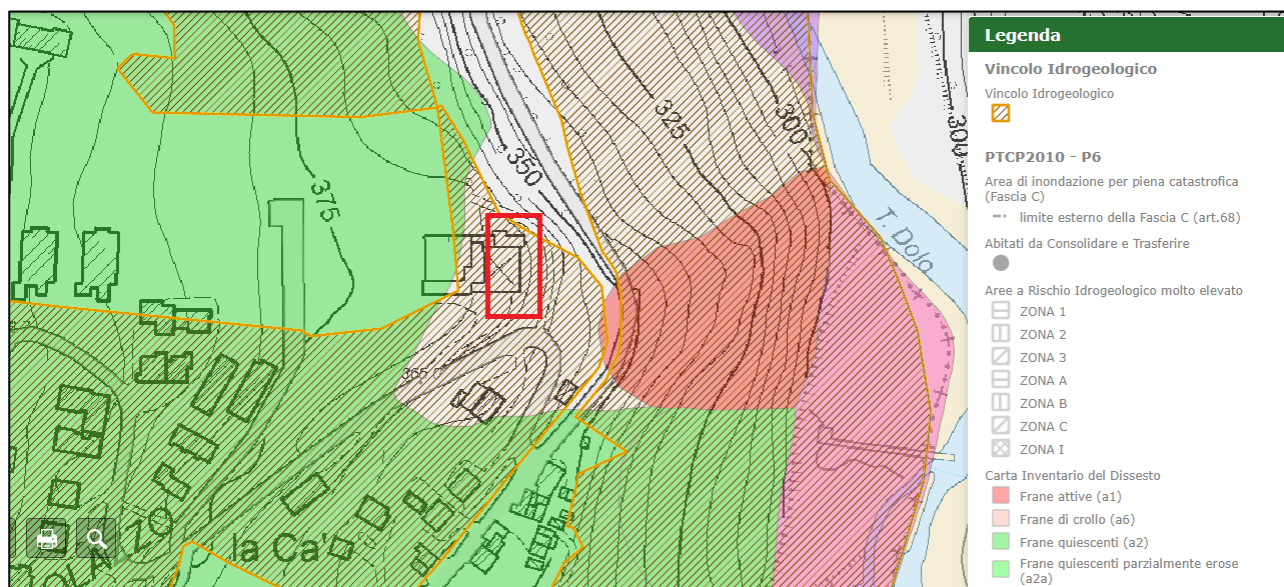 375
350
325
300
300
365.0
T. Dolo
la Ca'
Legenda
Vincolo Idrogeologico
Vincolo Idrogeologico
PTCP2010 - P6
Area di inondazione per piena catastrofica
(Fascia C)
limite esterno della Fascia C (art.68)
Abitati da Consolidare e Trasferire
Aree a Rischio Idrogeologico molto elevato
ZONA 1
ZONA 2
ZONA 3
ZONA A
ZONA B
ZONA C
ZONA I
Carta Inventario del Dissesto
Frane attive (a1)
Frane di crollo (a6)
Frane quiescenti (a2)
Frane quiescenti parzialmente erose
(a2a)